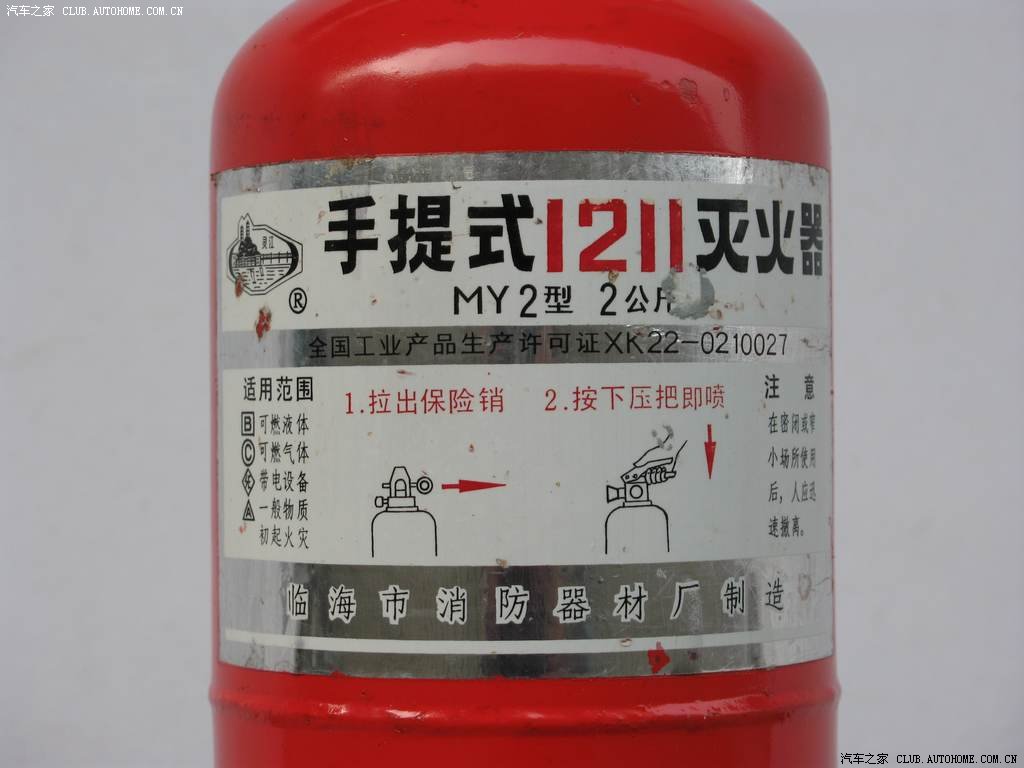 汽车之家 CLUB.AUTOHOME.COM.CN
手提式1211灭火器
灵江
®
MY2型 2公斤
全国工业产品生产许可证XK22-0210027
适用范围
B 可燃液体
C 可燃气体
带电设备
A 一般物质
初起火灾
1.拉出保险销
2.按下压把即喷
注意
在密闭或窄
小场所使用
后，人应迅
速撤离。
临海市消防器材厂制造
汽车之家 CLUB.AUTOHOME.COM.CN